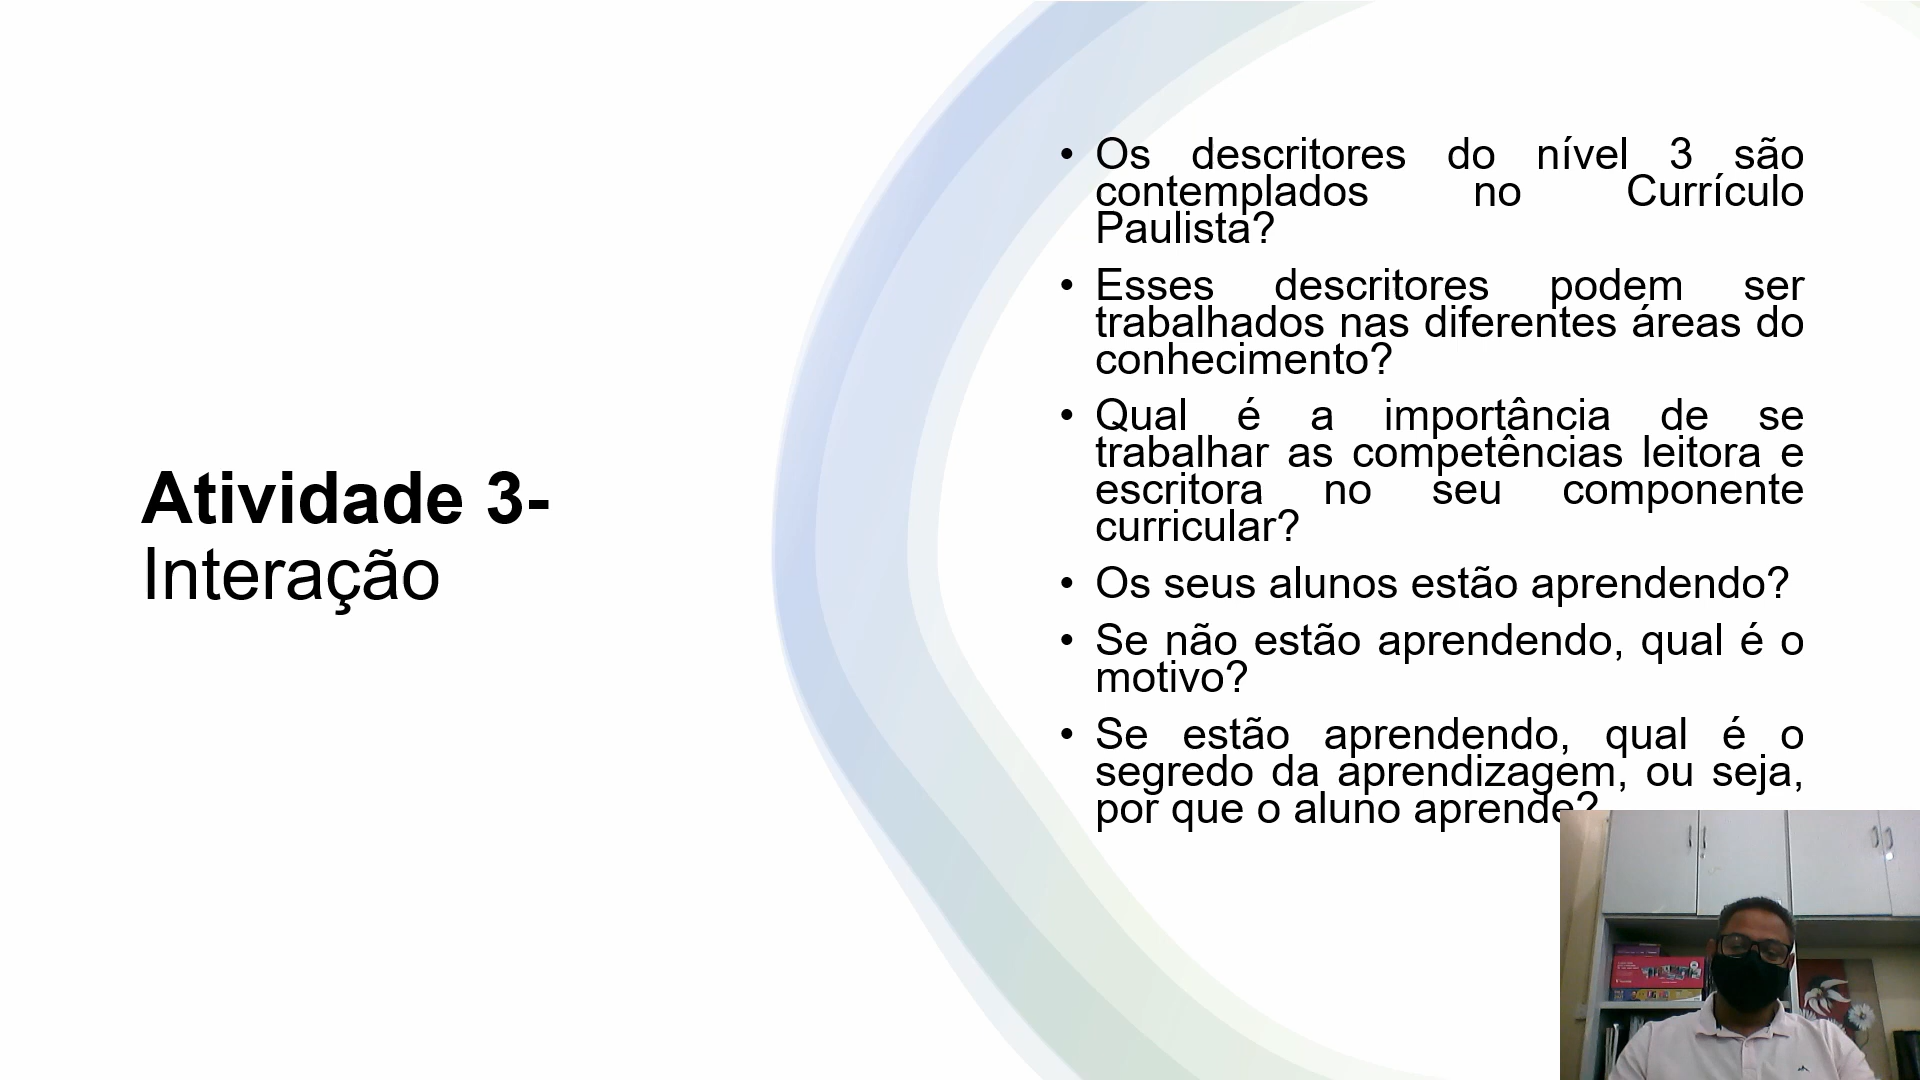 Atividade 3-
Interação
• Os descritores do nível 3 são
contemplados no Currículo
Paulista?
• Esses descritores podem ser
trabalhados nas diferentes áreas do
conhecimento?
• Qual é a importância de se
trabalhar as competências leitora e
escritora no seu componente
curricular?
• Os seus alunos estão aprendendo?
• Se não estão aprendendo, qual é o
motivo?
• Se estão aprendendo, qual é o
segredo da aprendizagem, ou seja,
por que o aluno aprende?